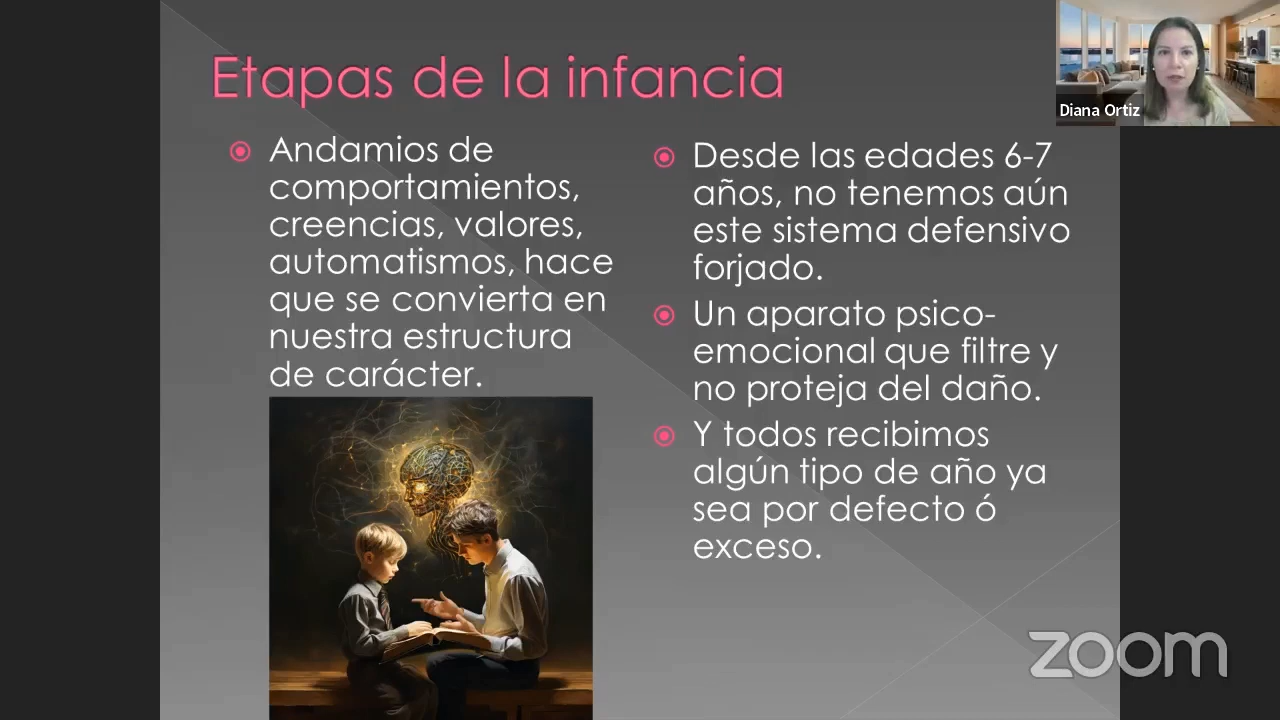 Etapas de la infancia
Andamios de
comportamientos,
creencias, valores,
automatismos, hace
que se convierta en
nuestra estructura
de carácter.
Desde las edades 6-7
años, no tenemos aún
este sistema defensivo
forjado.
Un aparato psico-
emocional que filtre y
no proteja del daño.
Y todos recibimos
algún tipo de año ya
sea por defecto ó
exceso.
Diana Ortiz
zoom